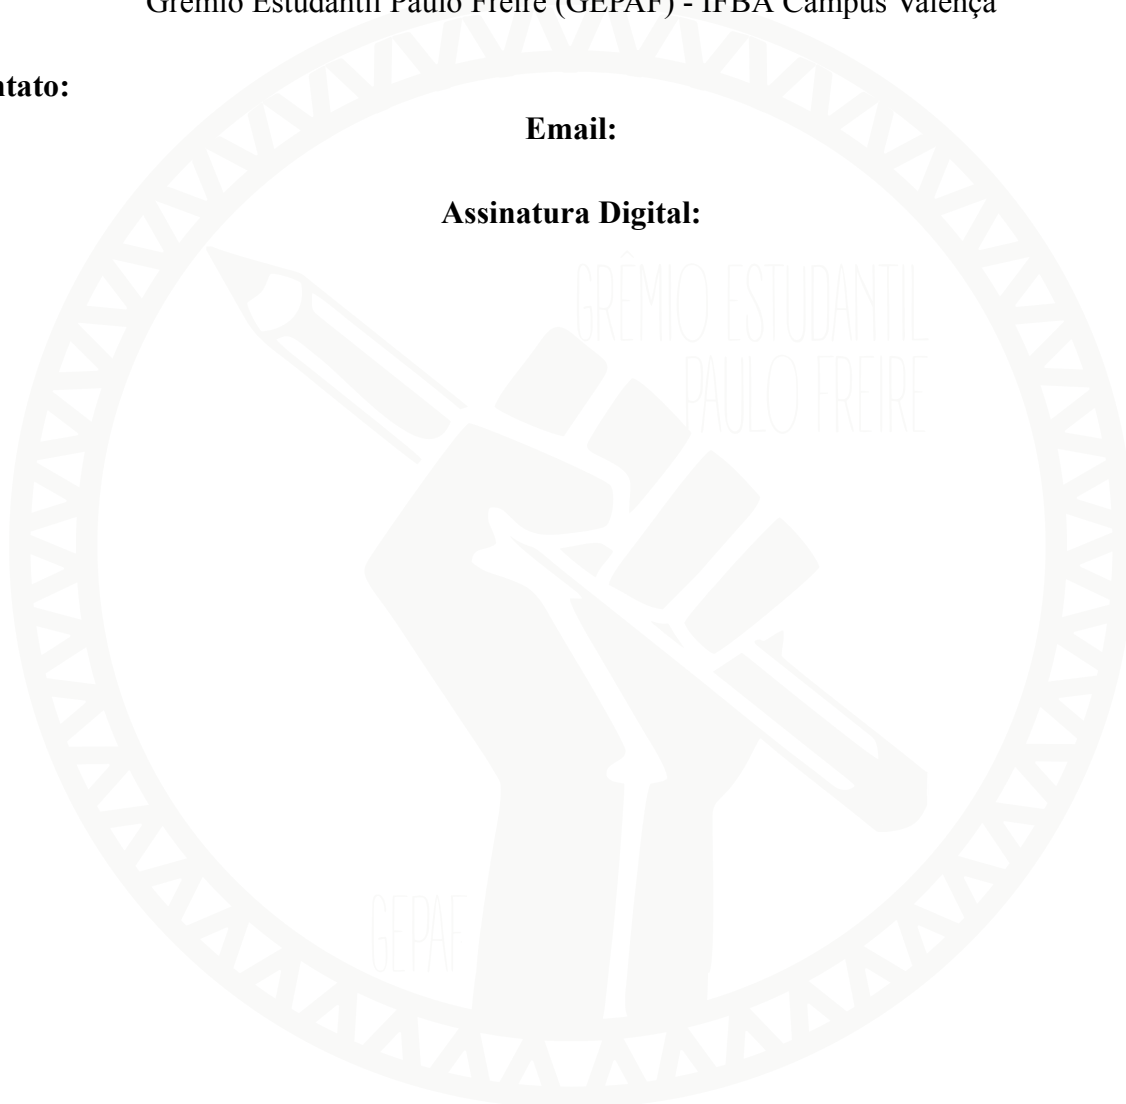 Grêmio Estudantil Paulo Freire (GEPAF) - IFBA Campus Valença
ntato:
Email:
Assinatura Digital:
GRÊMIO ESTUDANTIL
PAULO FREIRE
GEPAF